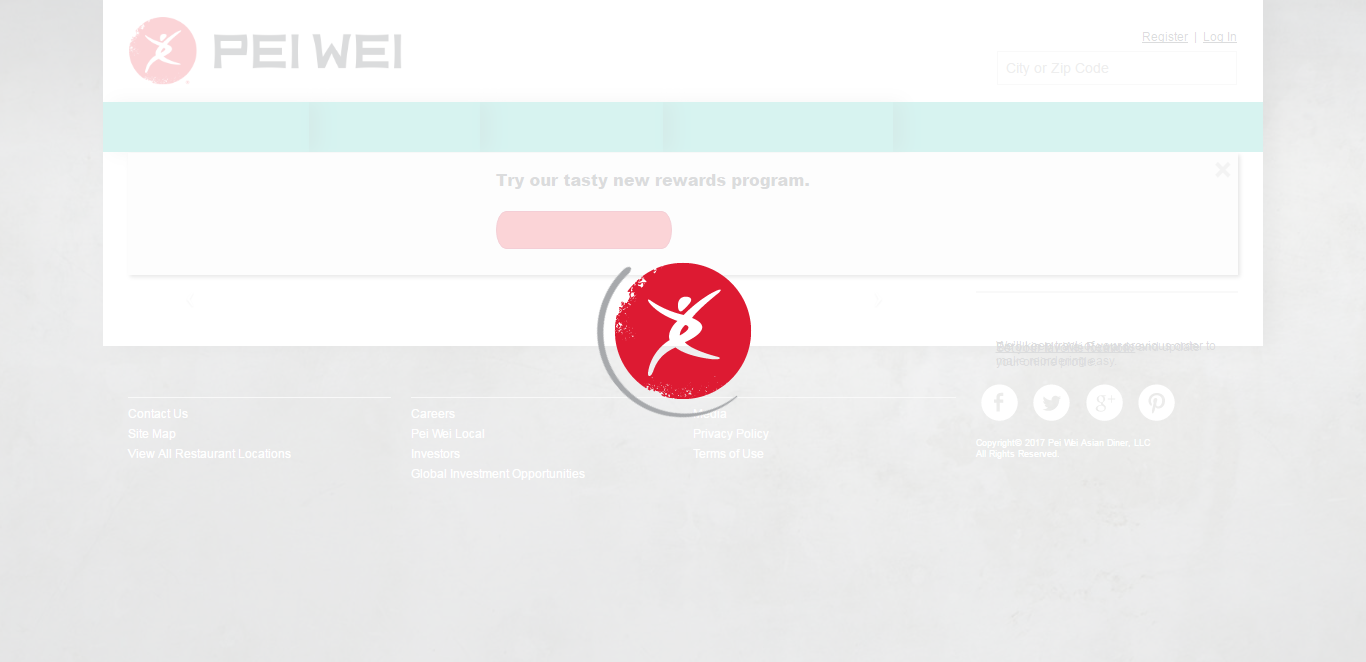 PEI WEI
Register | Log In
City or Zip Code
Try our tasty new rewards program.
Contact Us
Site Map
View All Restaurant Locations
Careers
Pei Wei Local
Investors
Global Investment Opportunities
Media
Privacy Policy
Terms of Use
Copyright© 2017 Pei Wei Asian Diner, LLC
All Rights Reserved.